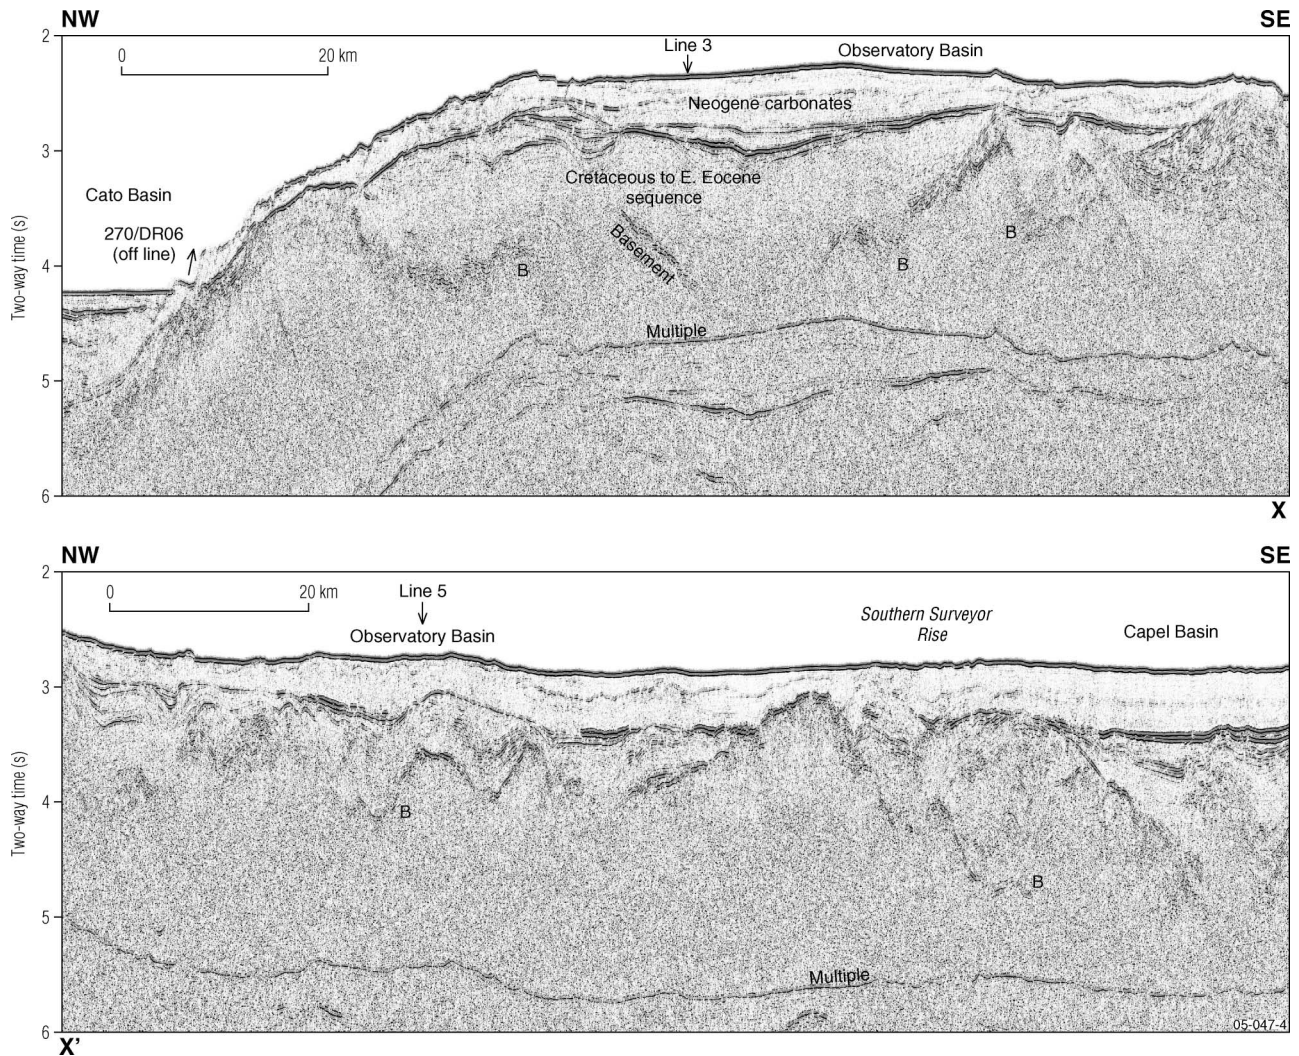 NW
SE
2
0
20 km
Line 3
Observatory Basin
Neogene carbonates
3
Cretaceous to E. Eocene
sequence
Cato Basin
270/DR06
(off line)
Two-way time (s)
B
Basement
B
B
4
Multiple
5
6
X
NW
SE
2
0
20 km
Line 5
Observatory Basin
Southern Surveyor
Rise
Capel Basin
3
Two-way time (s)
4
B
B
5
Multiple
6
05-047-4
X’